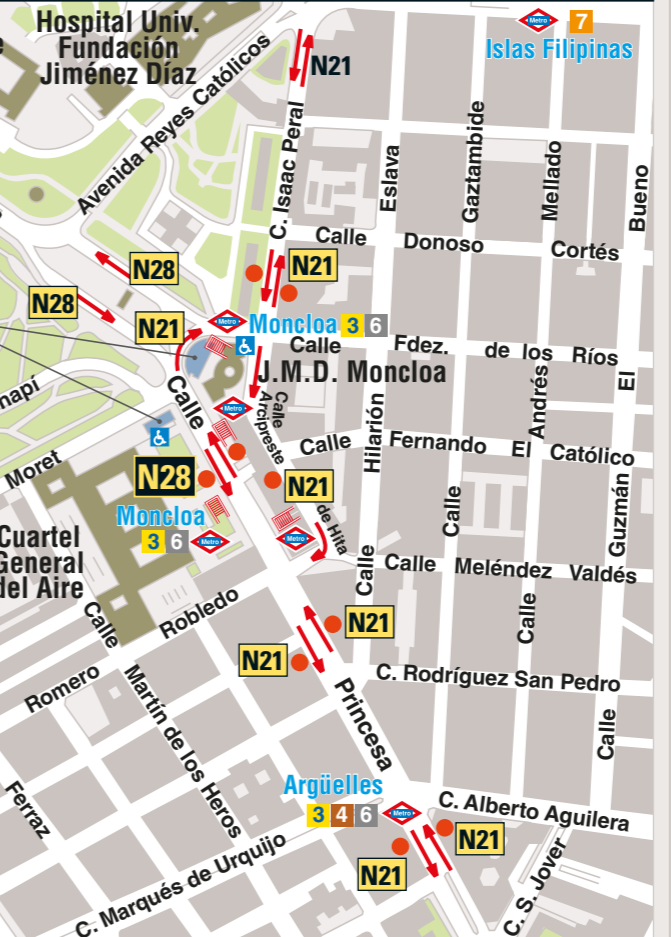 Hospital Univ.
Fundación
Jiménez Díaz
Metro 7
Islas Filipinas
N21
Avenida Reyes Católicos
C. Isaac Peral
Eslava
Gaztambide
Mellado
Bueno
Calle Donoso Cortés
N28
N21
N28
N21
Metro
Moncloa 3 6
Calle Fdez. de los Ríos
J.M.D. Moncloa
Calle
Metro
Calle
Arcipreste
de Hita
Hilarión
Andrés
El
napí
Moret
Calle Fernando El Católico
N28
N21
Moncloa
3 6
Metro
Metro
Cuartel
General
del Aire
Calle
Guzmán
Calle
Calle Meléndez Valdés
Robledo
Romero
Calle
Martín de los Heros
N21
N21
Calle
C. Rodríguez San Pedro
Princesa
Calle
Ferraz
Argüelles
3 4 6
Metro
C. Alberto Aguilera
N21
N21
C. Marqués de Urquijo
C. S. Jover